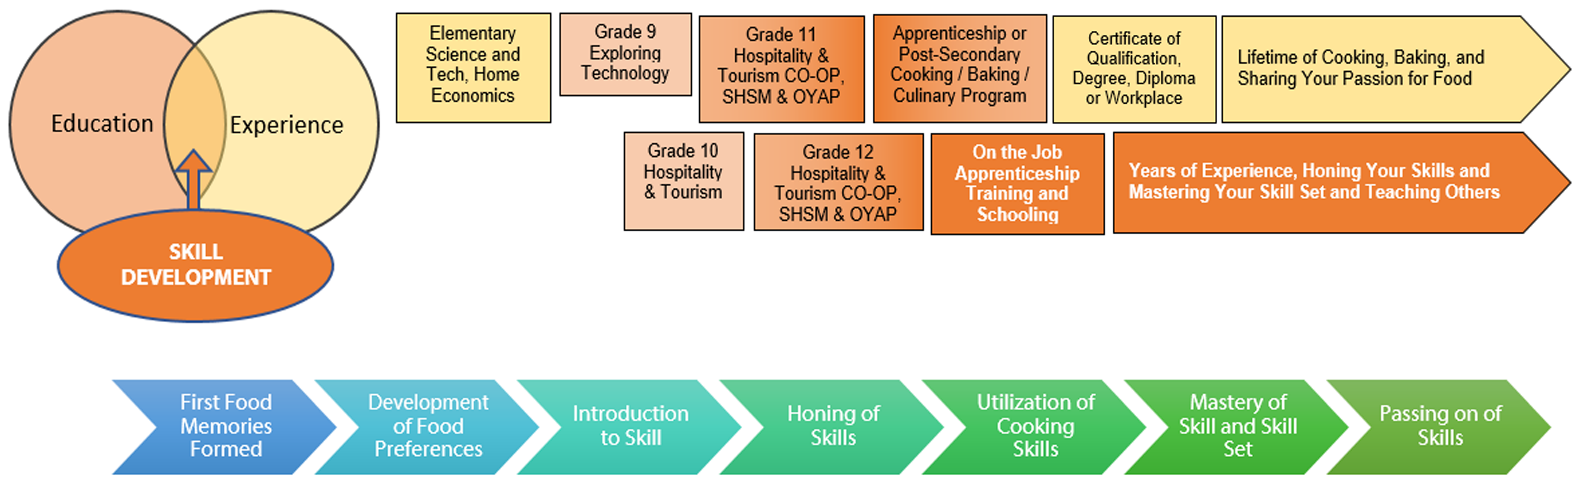 Education
Experience
SKILL
DEVELOPMENT
Elementary
Science and
Tech, Home
Economics
Grade 9
Exploring
Technology
Grade 11
Hospitality &
Tourism CO-OP,
SHSM & OYAP
Apprenticeship or
Post-Secondary
Cooking / Baking /
Culinary Program
Certificate of
Qualification,
Degree, Diploma
or Workplace
Lifetime of Cooking, Baking, and
Sharing Your Passion for Food
Grade 10
Hospitality
& Tourism
Grade 12
Hospitality &
Tourism CO-OP,
SHSM & OYAP
On the Job
Apprenticeship
Training and
Schooling
Years of Experience, Honing Your Skills and
Mastering Your Skill Set and Teaching Others
First Food
Memories
Formed
Development
of Food
Preferences
Introduction
to Skill
Honing of
Skills
Utilization of
Cooking
Skills
Mastery of
Skill and Skill
Set
Passing on of
Skills